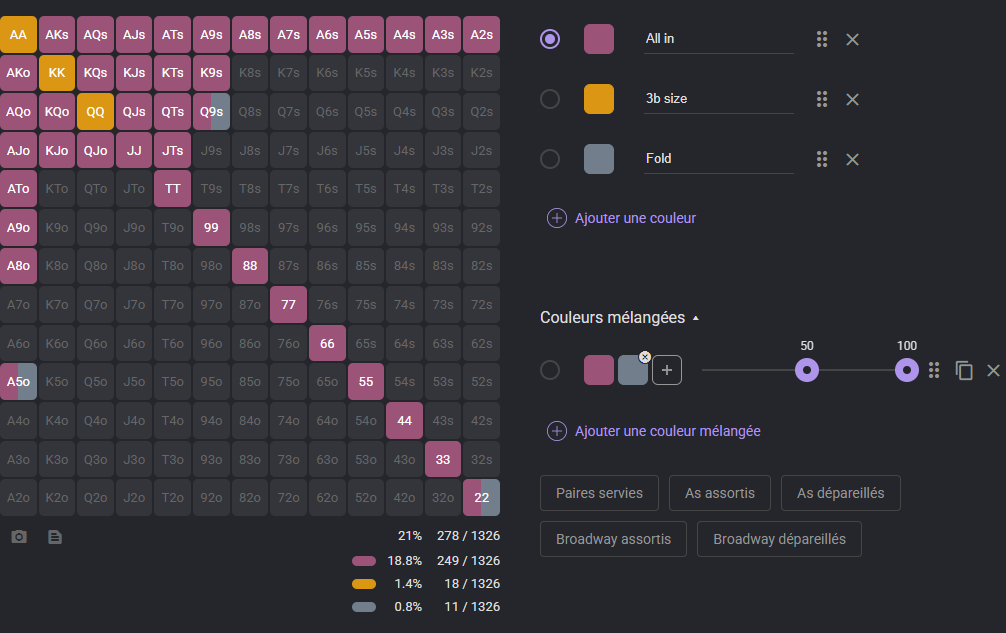 AA AKs AQs AJs ATs A9s A8s A7s A6s A5s A4s A3s A2s
AKo KK KQs KJs KTs K9s K8s K7s K6s K5s K4s K3s K2s
AQo KQo QQ QJs QTs Q9s Q8s Q7s Q6s Q5s Q4s Q3s Q2s
AJo KJo QJo JJ JTs J9s J8s J7s J6s J5s J4s J3s J2s
ATo KTo QTo JTo TT T9s T8s T7s T6s T5s T4s T3s T2s
A9o K9o Q9o J9o T9o 99 98s 97s 96s 95s 94s 93s 92s
A8o K8o Q8o J8o T8o 98o 88 87s 86s 85s 84s 83s 82s
A7o K7o Q7o J7o T7o 97o 87o 77 76s 75s 74s 73s 72s
A6o K6o Q6o J6o T6o 96o 86o 76o 66 65s 64s 63s 62s
A5o K5o Q5o J5o T5o 95o 85o 75o 65o 55 54s 53s 52s
A4o K4o Q4o J4o T4o 94o 84o 74o 64o 54o 44 43s 42s
A3o K3o Q3o J3o T3o 93o 83o 73o 63o 53o 43o 33 32s
A2o K2o Q2o J2o T2o 92o 82o 72o 62o 52o 42o 32o 22
21% 278 / 1326
18.8% 249 / 1326
1.4% 18 / 1326
0.8% 11 / 1326
All in
3b size
Fold
Ajouter une couleur
Couleurs mélangées
50 100
Ajouter une couleur mélangée
Paires servies As assortis As dépareillés
Broadway assortis Broadway dépareillés